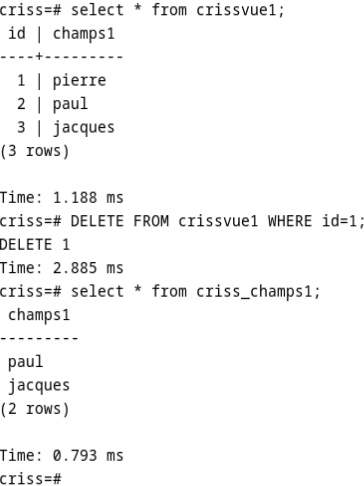 criss=# select * from crissvue1;
 id | champs1
----+---------
  1 | pierre
  2 | paul
  3 | jacques
(3 rows)

Time: 1.188 ms
criss=# DELETE FROM crissvue1 WHERE id=1;
DELETE 1
Time: 2.885 ms
criss=# select * from criss_champs1;
 champs1
---------
 paul
 jacques
(2 rows)

Time: 0.793 ms
criss=#